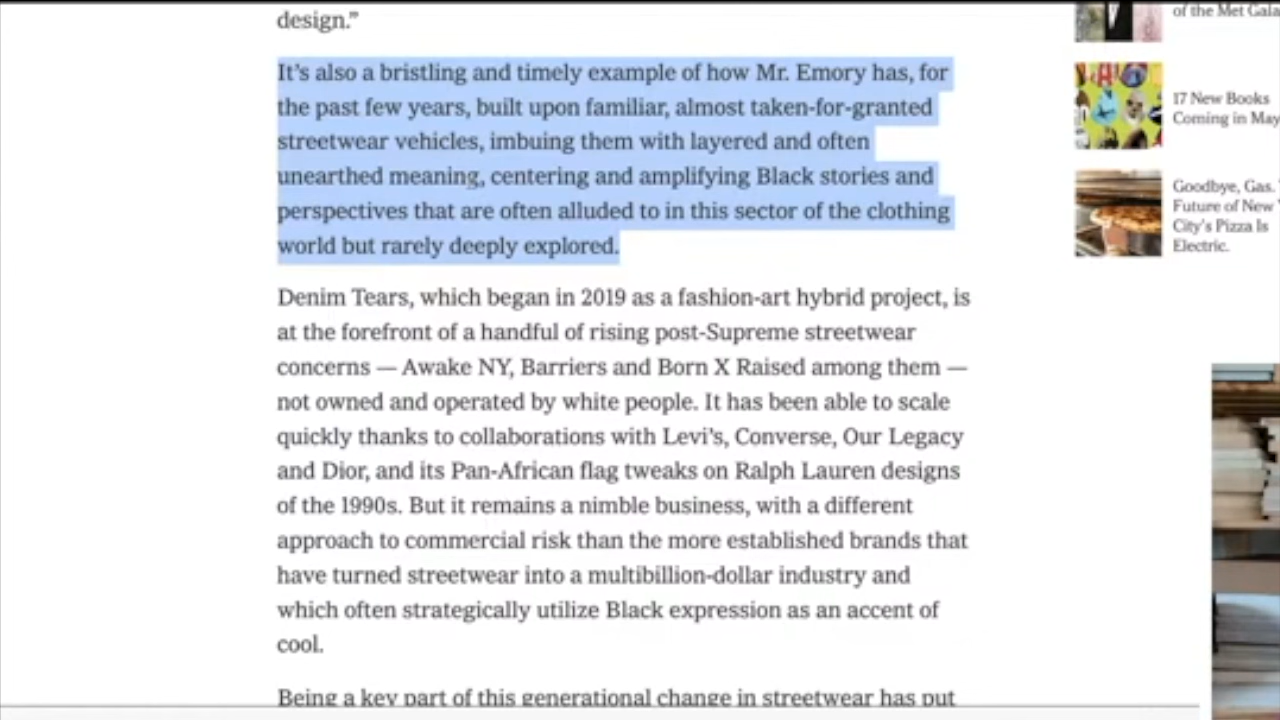 design.”
It’s also a bristling and timely example of how Mr. Emory has, for
the past few years, built upon familiar, almost taken-for-granted
streetwear vehicles, imbuing them with layered and often
unearthed meaning, centering and amplifying Black stories and
perspectives that are often alluded to in this sector of the clothing
world but rarely deeply explored.
Denim Tears, which began in 2019 as a fashion-art hybrid project, is
at the forefront of a handful of rising post-Supreme streetwear
concerns — Awake NY, Barriers and Born X Raised among them —
not owned and operated by white people. It has been able to scale
quickly thanks to collaborations with Levi’s, Converse, Our Legacy
and Dior, and its Pan-African flag tweaks on Ralph Lauren designs
of the 1990s. But it remains a nimble business, with a different
approach to commercial risk than the more established brands that
have turned streetwear into a multibillion-dollar industry and
which often strategically utilize Black expression as an accent of
cool.
Being a key part of this generational change in streetwear has put
of the Met Gala
17 New Books
Coming in May
Goodbye, Gas.
Future of New
City’s Pizza Is
Electric.